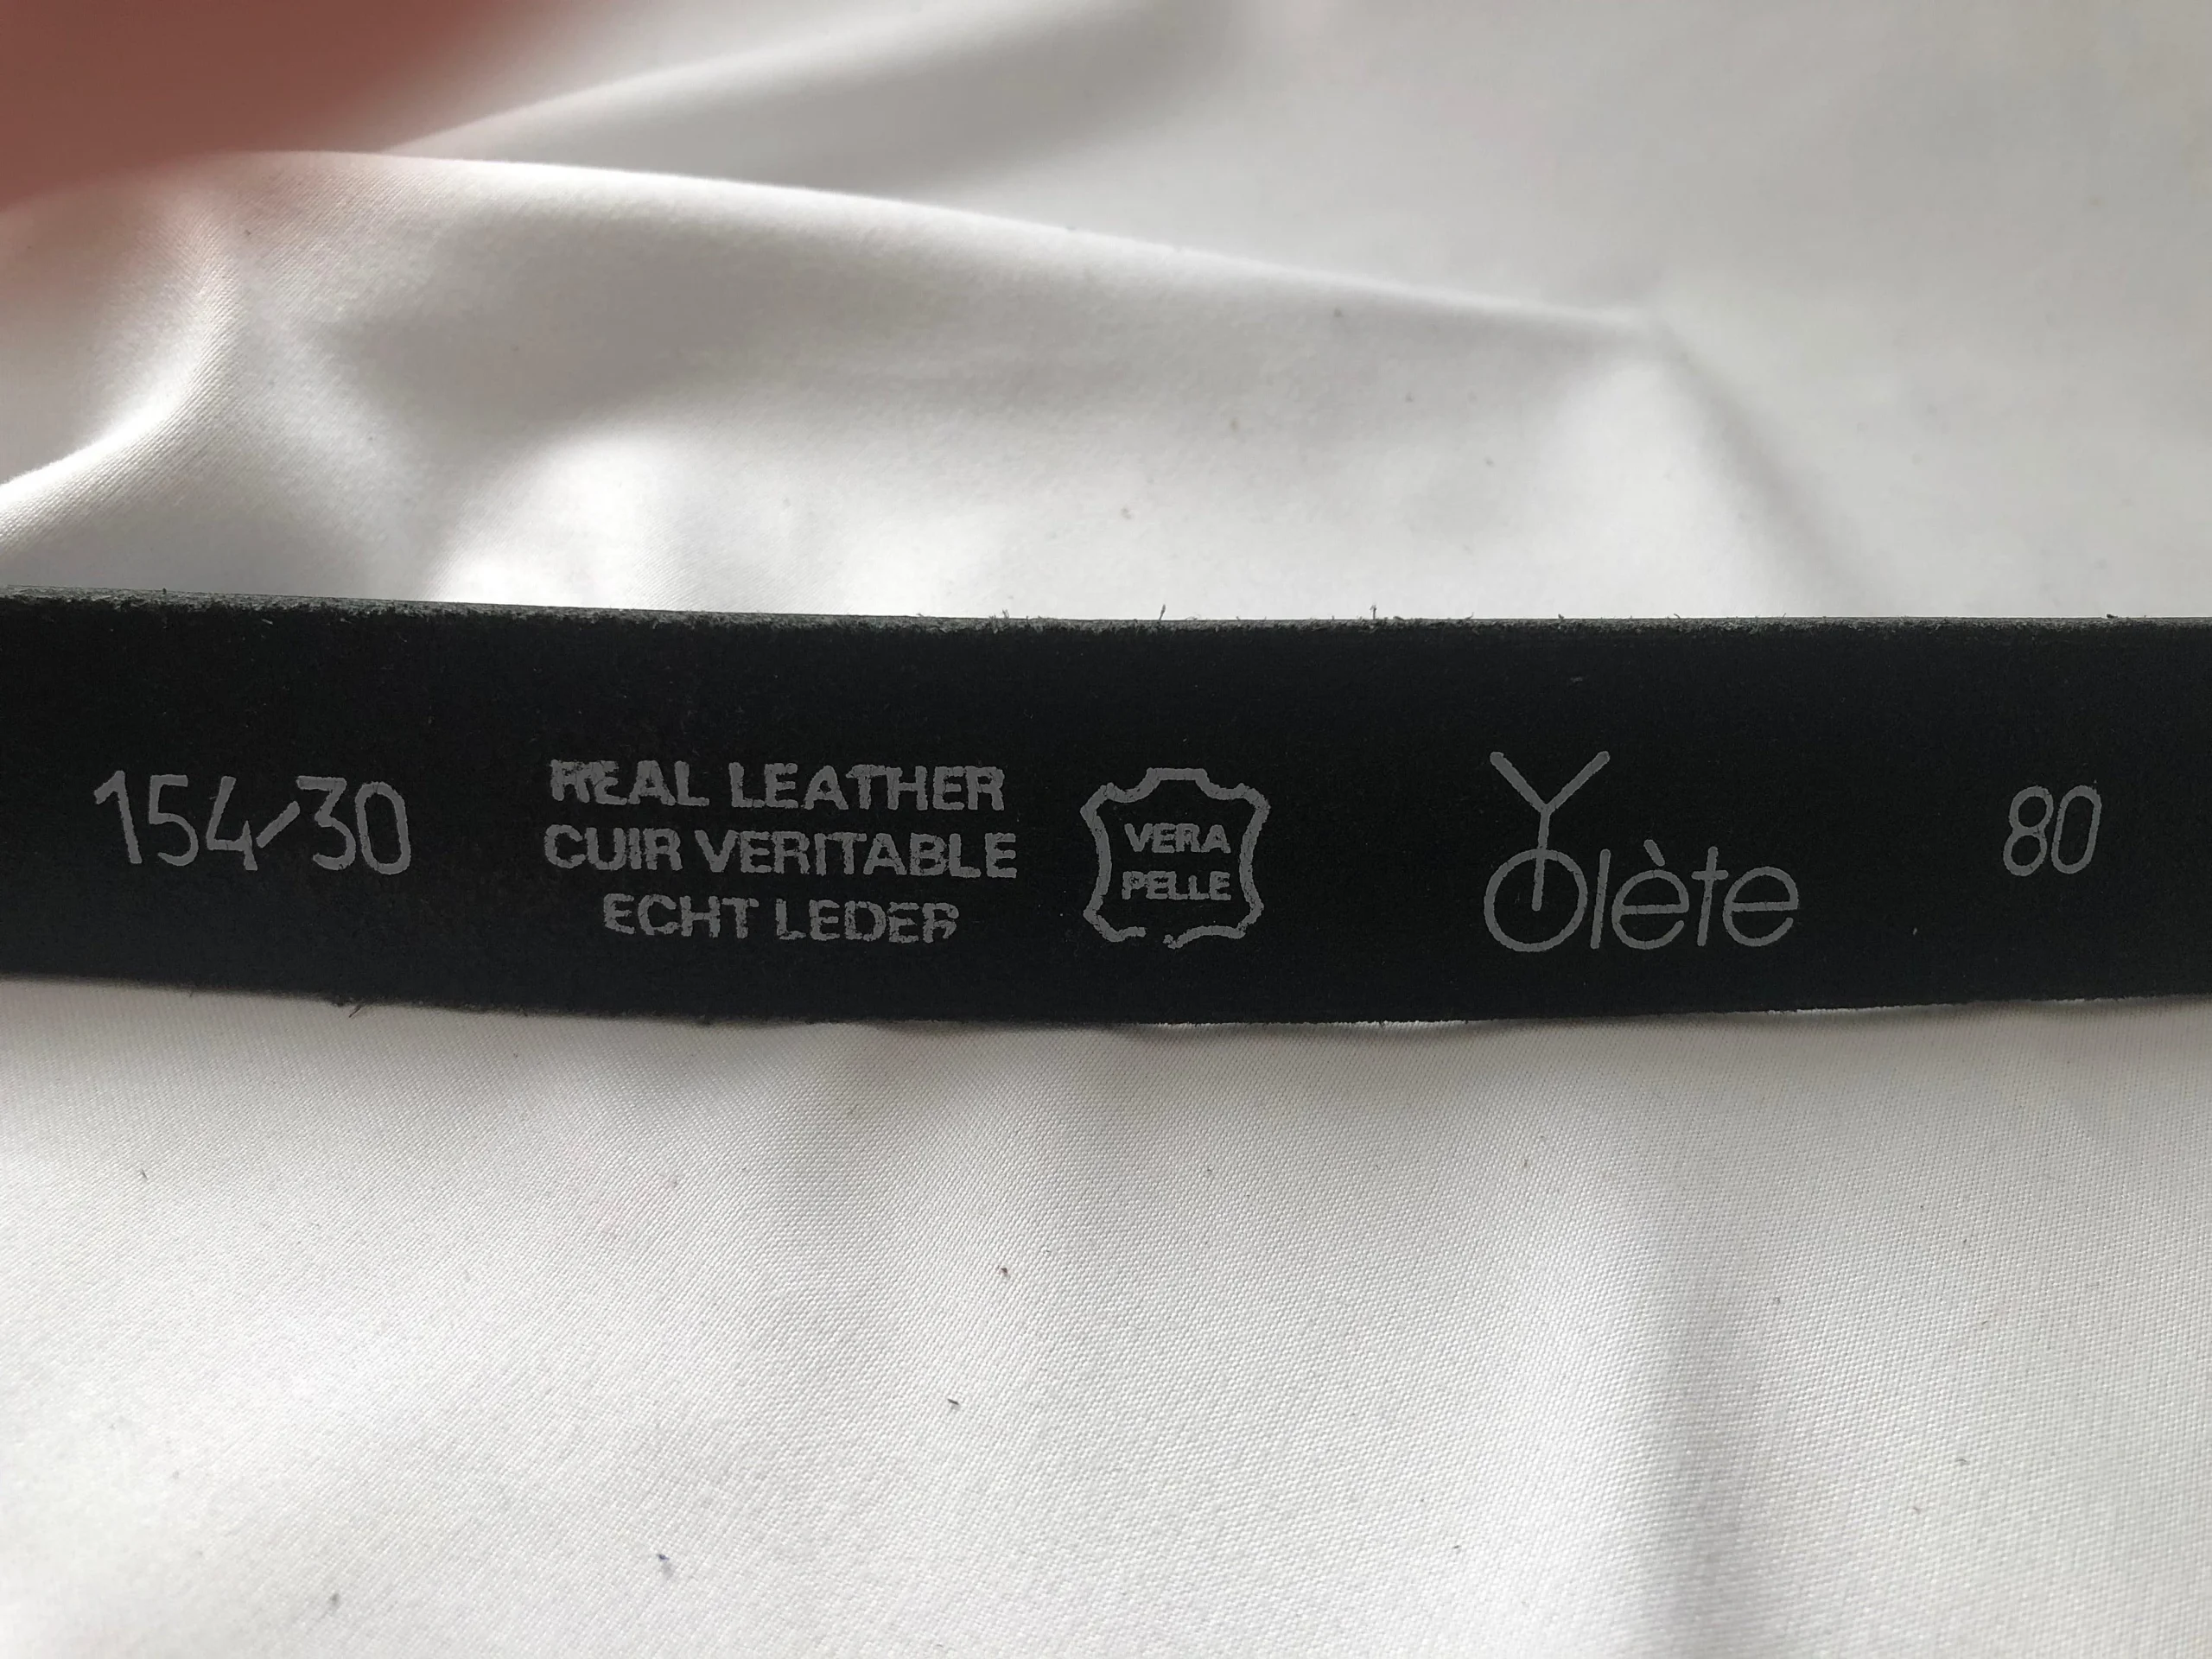 154/30
REAL LEATHER
CUIR VERITABLE
ECHT LEDER
VERA
PELLE
Yolète
80